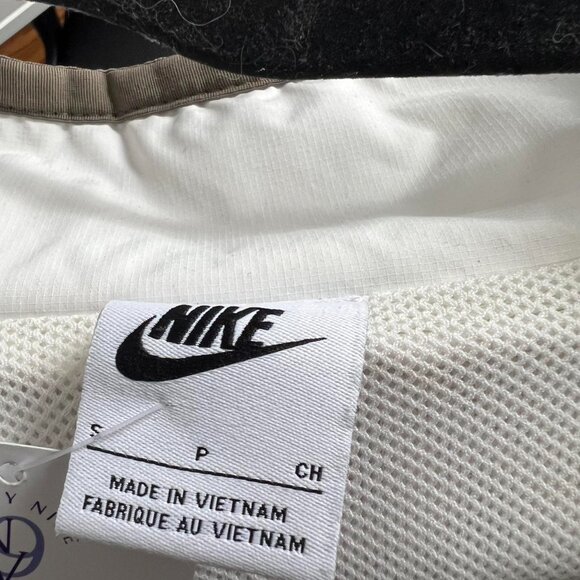 NIKE
S P CH
MADE IN VIETNAM
FABRIQUE AU VIETNAM